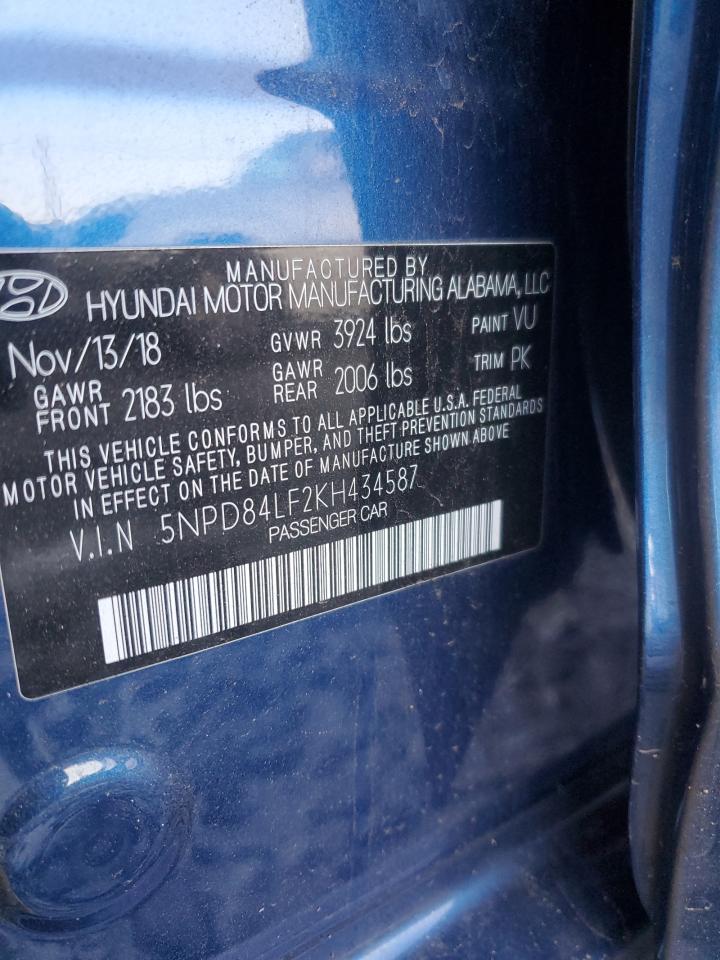 MANUFACTURED BY
HYUNDAI MOTOR MANUFACTURING ALABAMA, LLC
Nov/13/18 GVWR 3924 lbs PAINT VU
GAWR FRONT 2183 lbs GAWR REAR 2006 lbs TRIM PK
THIS VEHICLE CONFORMS TO ALL APPLICABLE U.S.A. FEDERAL
MOTOR VEHICLE SAFETY, BUMPER, AND THEFT PREVENTION STANDARDS
IN EFFECT ON THE DATE OF MANUFACTURE SHOWN ABOVE
V.I.N 5NPD84LF2KH434587
PASSENGER CAR